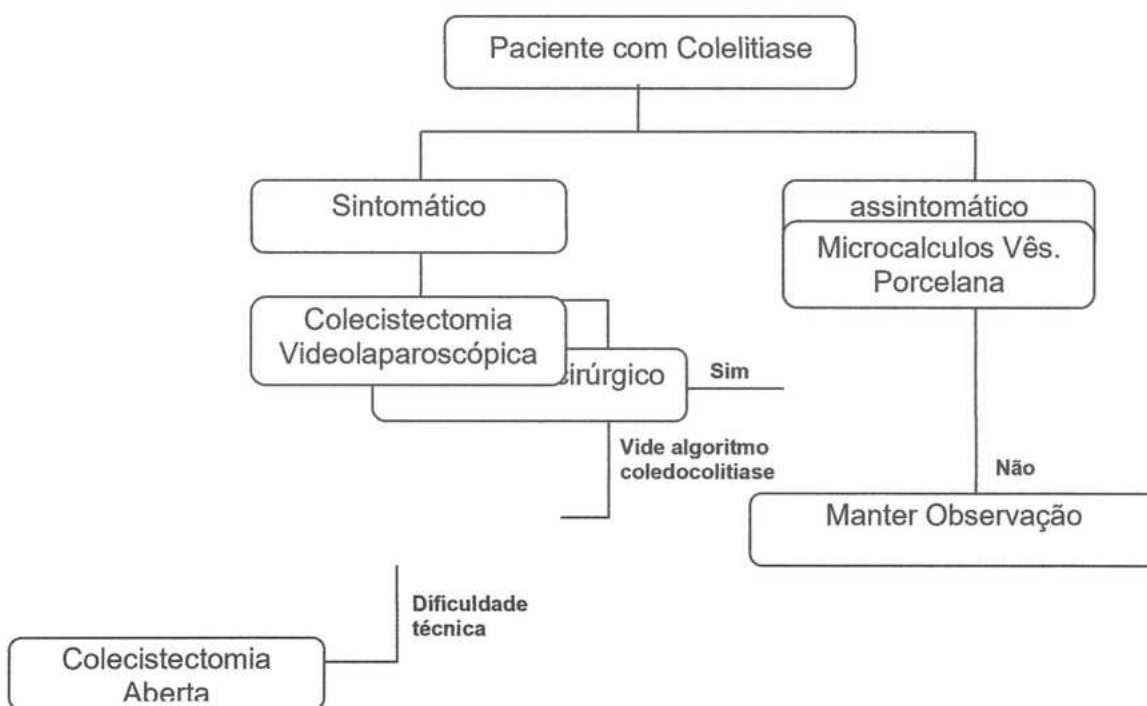 Paciente com Colelitiase
Sintomático
assintomático
Microcalculos Vês.
Porcelana
Colecistectomia
Videolaparoscópica
cirúrgico
Sim
Vide algoritmo
coledocolitiase
Não
Manter Observação
Dificuldade
técnica
Colecistectomia
Aberta